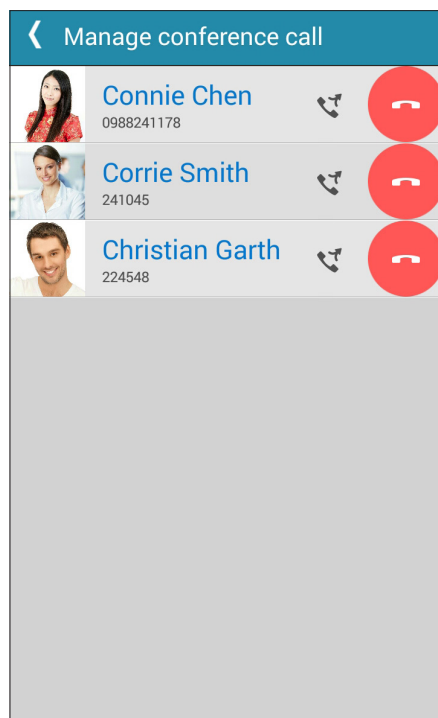 Manage conference call
Connie Chen
0988241178
Corrie Smith
241045
Christian Garth
224548